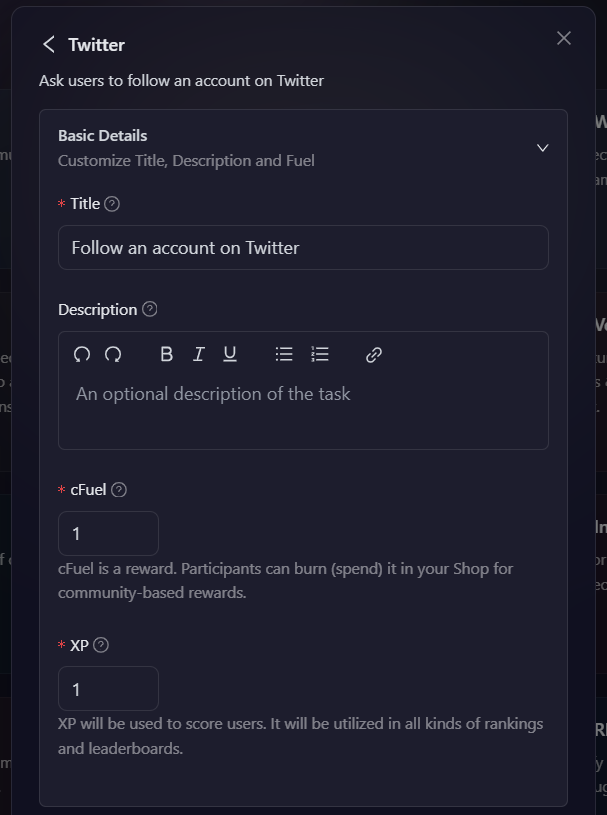 Twitter
Ask users to follow an account on Twitter
Basic Details
Customize Title, Description and Fuel
* Title
Follow an account on Twitter
Description
B I U
An optional description of the task
* cFuel
1
cFuel is a reward. Participants can burn (spend) it in your Shop for
community-based rewards.
* XP
1
XP will be used to score users. It will be utilized in all kinds of rankings
and leaderboards.